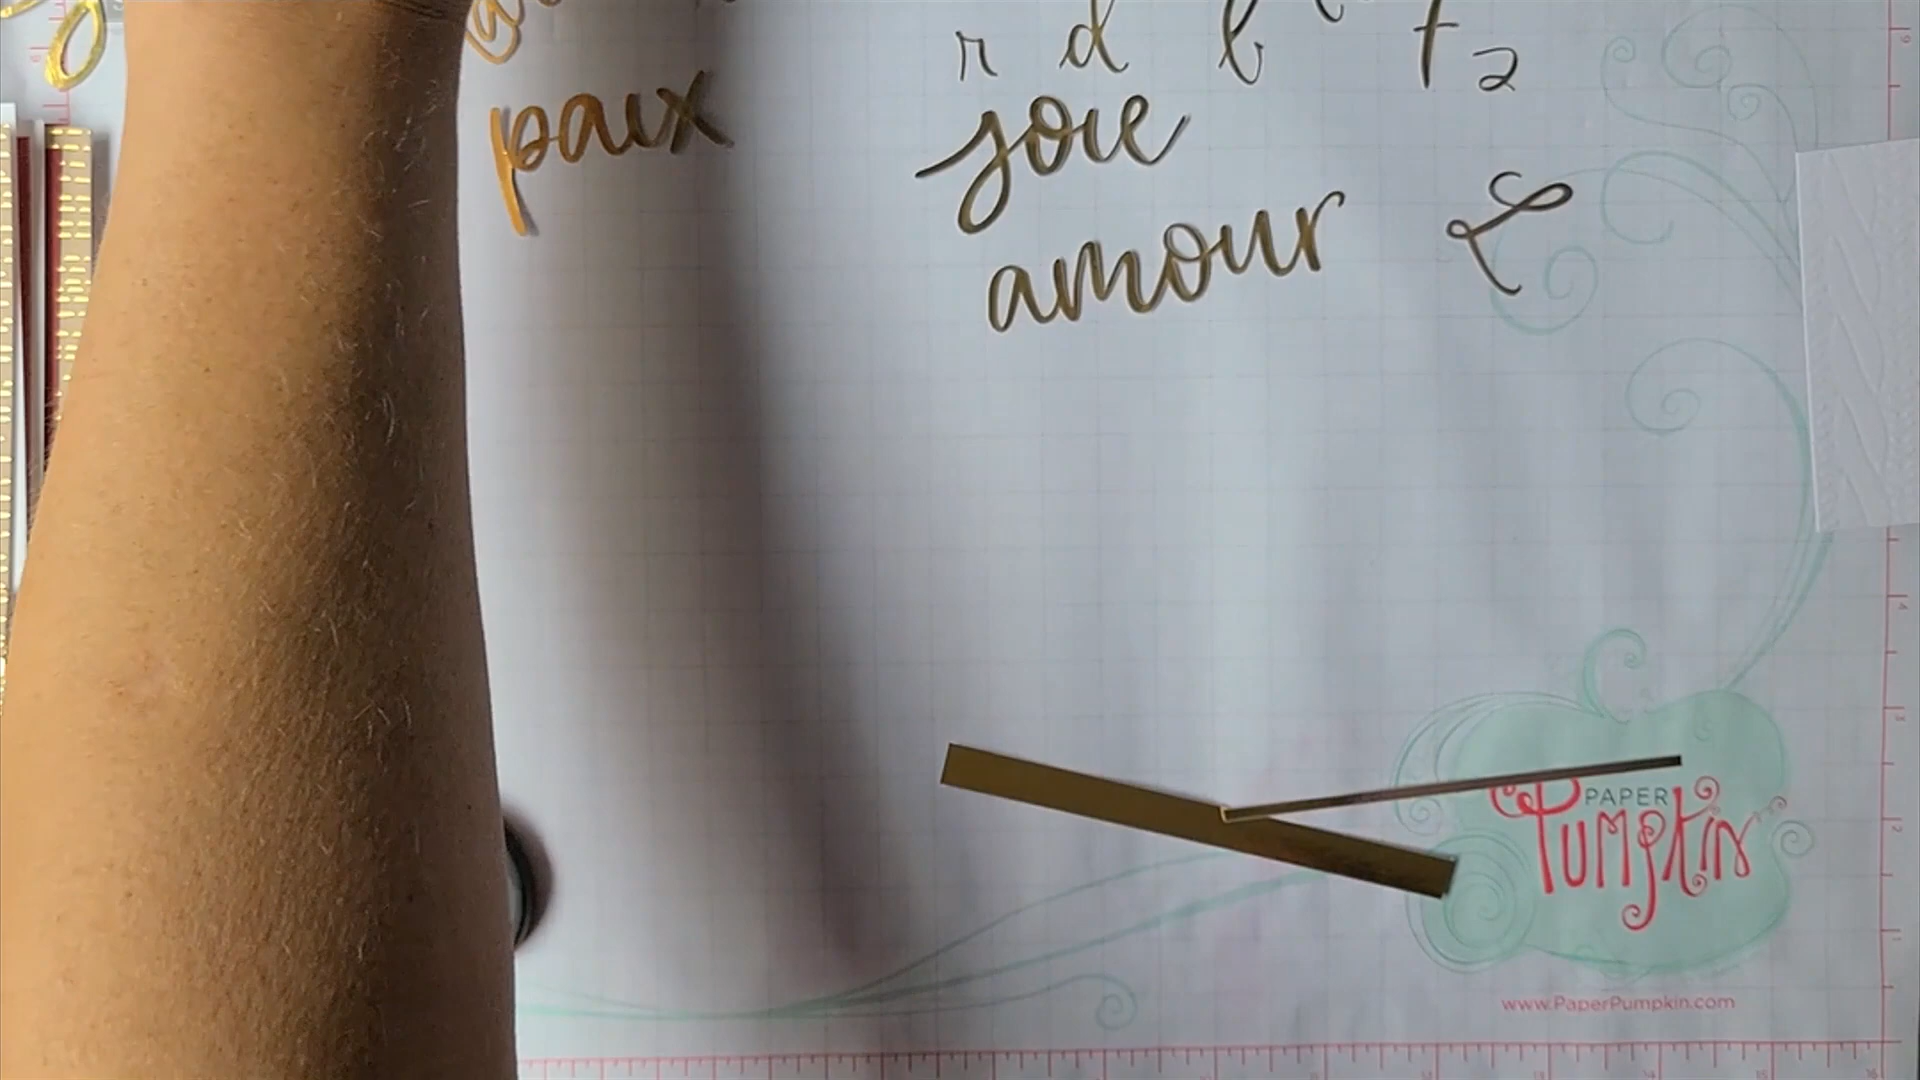 r d l f 2
paix joie
amour L
PAPER
PUMPKIN
www.PaperPumpkin.com